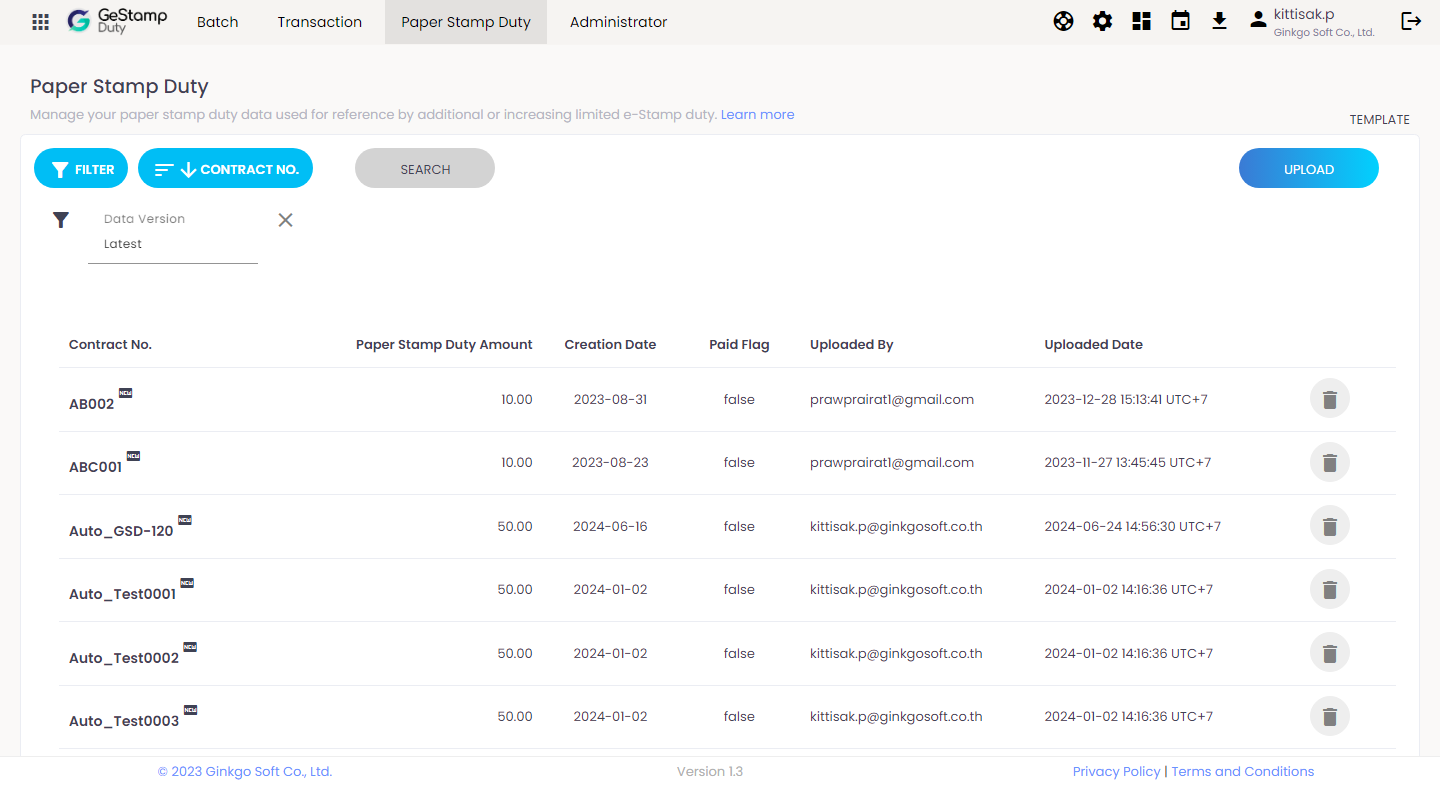 GeStamp
Duty
Batch
Transaction
Paper Stamp Duty
Administrator
kittisak.p
Ginkgo Soft Co., Ltd.
Paper Stamp Duty
Manage your paper stamp duty data used for reference by additional or increasing limited e-Stamp duty. Learn more
TEMPLATE
FILTER
CONTRACT NO.
SEARCH
UPLOAD
Data Version
Latest
Contract No. Paper Stamp Duty Amount Creation Date Paid Flag Uploaded By Uploaded Date
AB002 NEW 10.00 2023-08-31 false prawprairat1@gmail.com 2023-12-28 15:13:41 UTC+7
ABC001 NEW 10.00 2023-08-23 false prawprairat1@gmail.com 2023-11-27 13:45:45 UTC+7
Auto_GSD-120 NEW 50.00 2024-06-16 false kittisak.p@ginkgosoft.co.th 2024-06-24 14:56:30 UTC+7
Auto_Test0001 NEW 50.00 2024-01-02 false kittisak.p@ginkgosoft.co.th 2024-01-02 14:16:36 UTC+7
Auto_Test0002 NEW 50.00 2024-01-02 false kittisak.p@ginkgosoft.co.th 2024-01-02 14:16:36 UTC+7
Auto_Test0003 NEW 50.00 2024-01-02 false kittisak.p@ginkgosoft.co.th 2024-01-02 14:16:36 UTC+7
© 2023 Ginkgo Soft Co., Ltd.
Version 1.3
Privacy Policy | Terms and Conditions